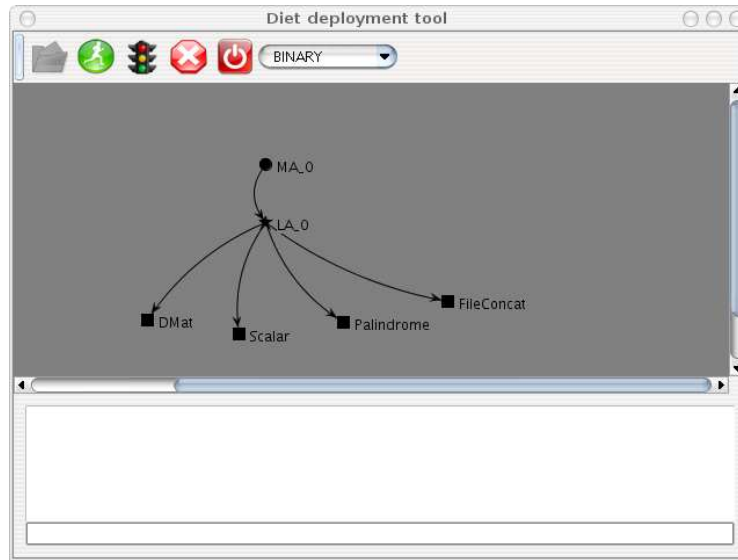 Diet deployment tool
BINARY
MA_0
LA_0
FileConcat
DMat
Palindrome
Scalar